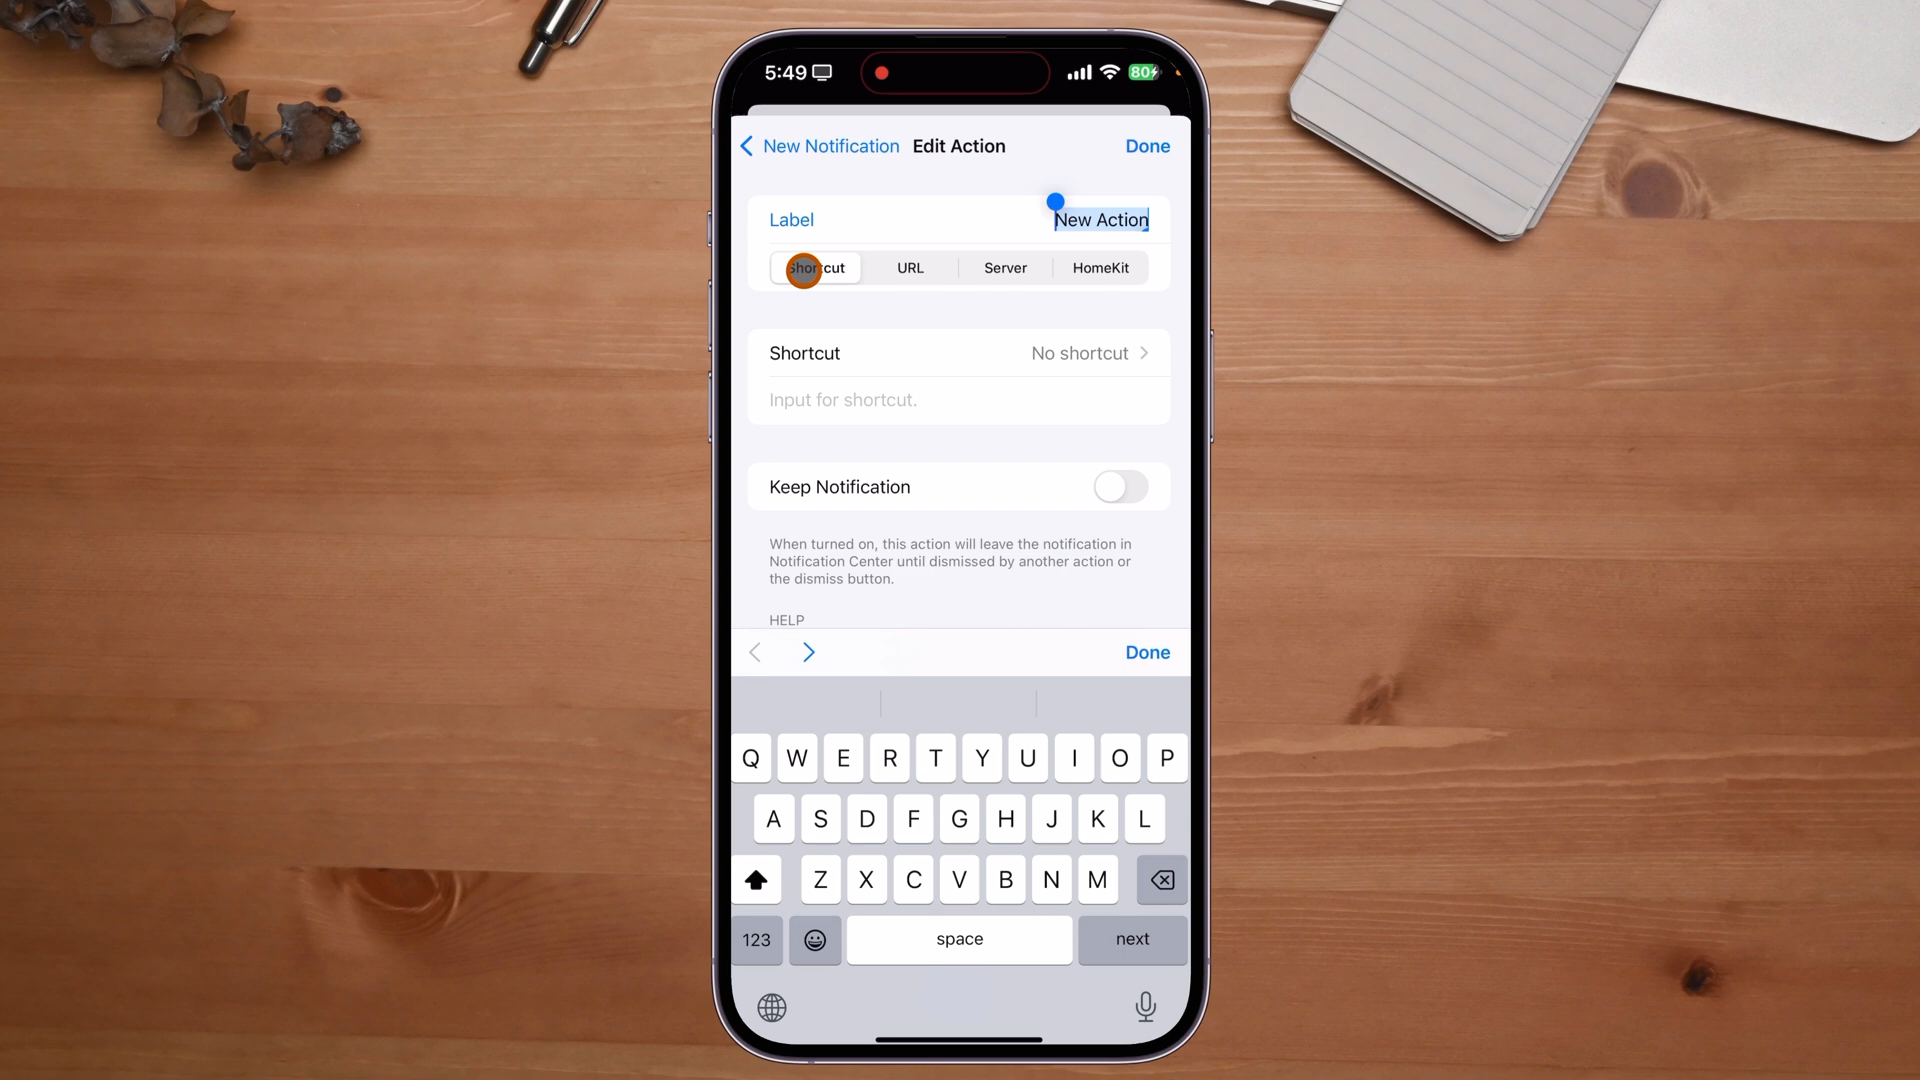 5:49 80
New Notification Edit Action Done
Label New Action
Shortcut URL Server HomeKit
Shortcut No shortcut
Input for shortcut.
Keep Notification
When turned on, this action will leave the notification in
Notification Center until dismissed by another action or
the dismiss button.
HELP
Done
Q W E R T Y U I O P
A S D F G H J K L
Z X C V B N M
123 space next